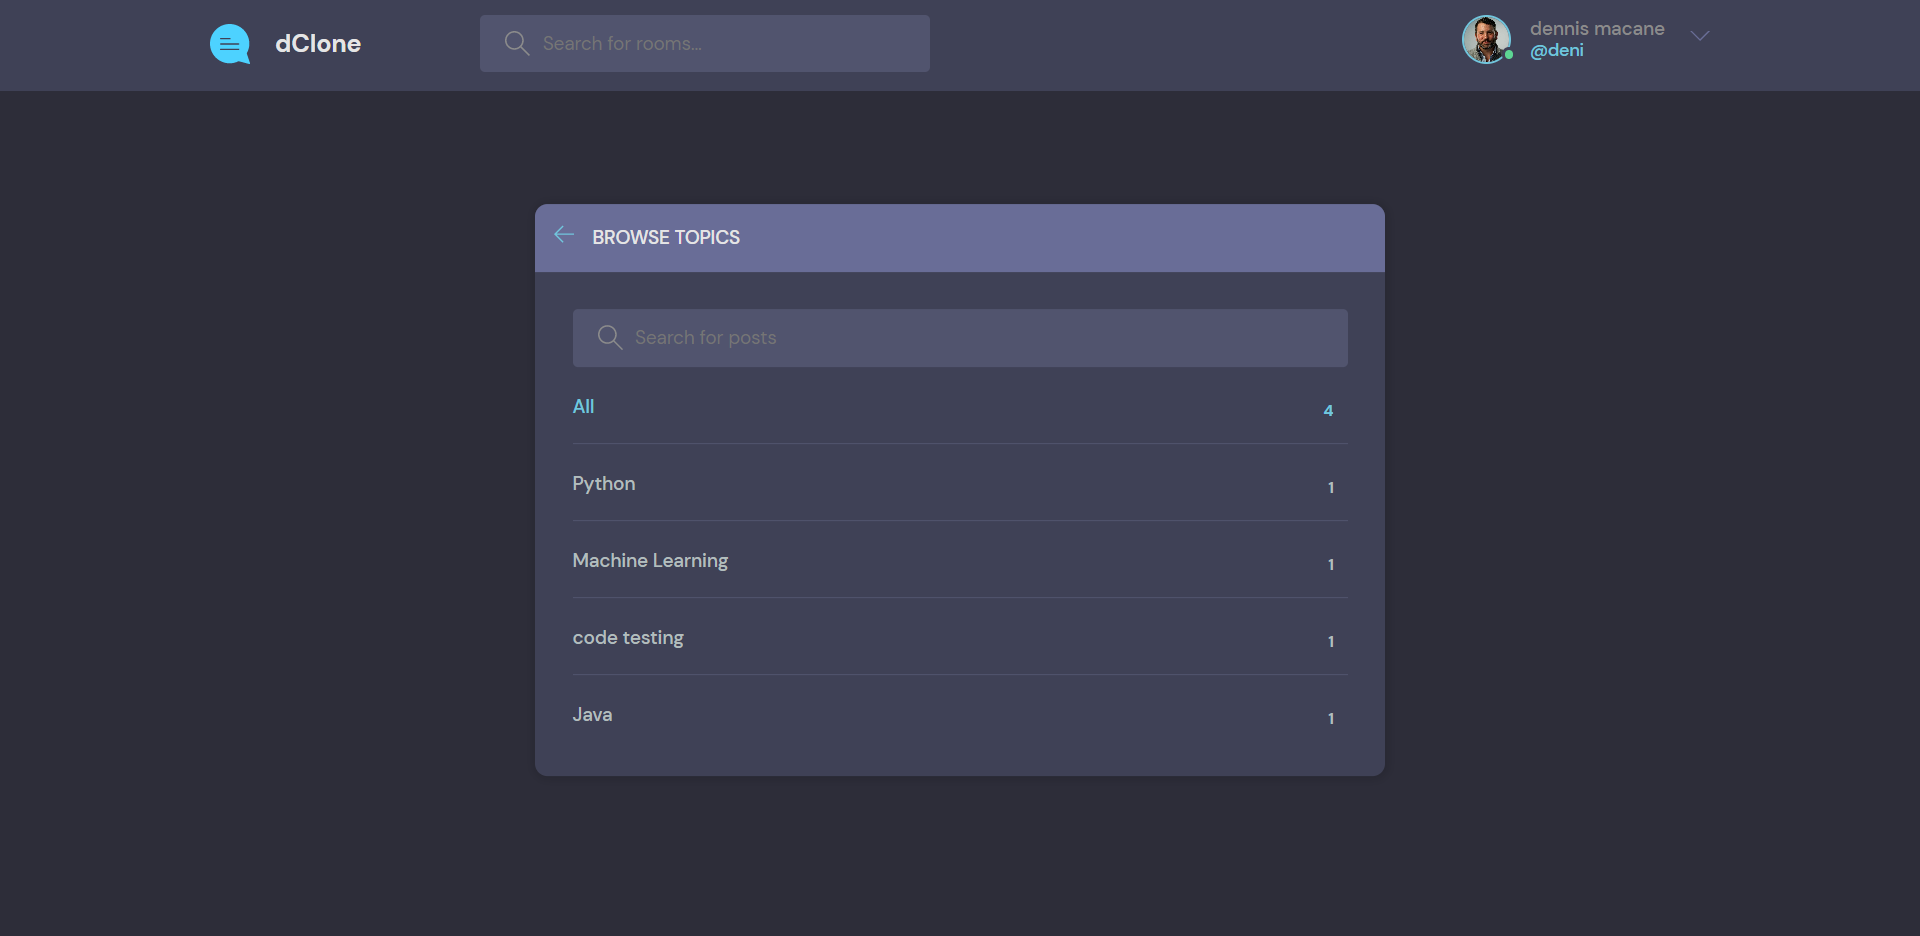 dClone
Search for rooms...
dennis macane
@deni
BROWSE TOPICS
Search for posts
All 4
Python 1
Machine Learning 1
code testing 1
Java 1